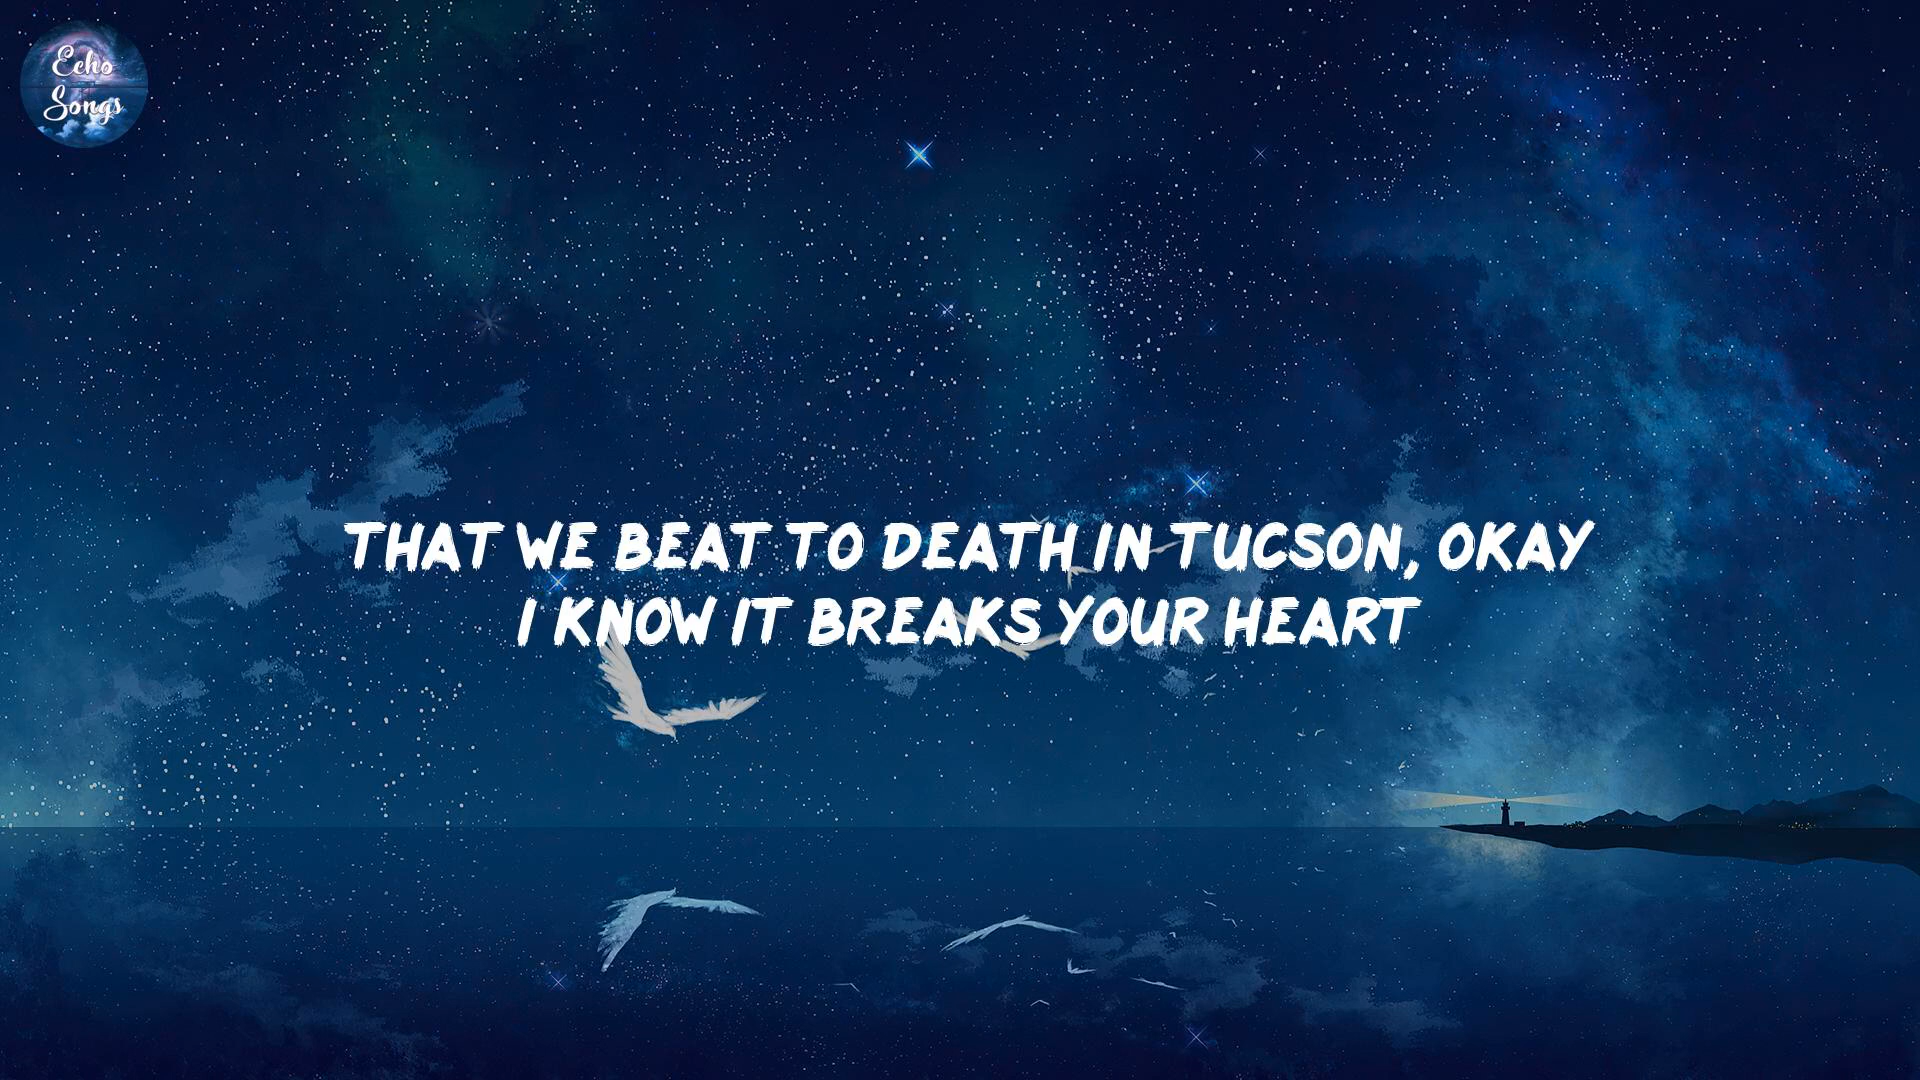 Echo
Songs
THAT WE BEAT TO DEATH IN TUCSON, OKAY
I KNOW IT BREAKS YOUR HEART